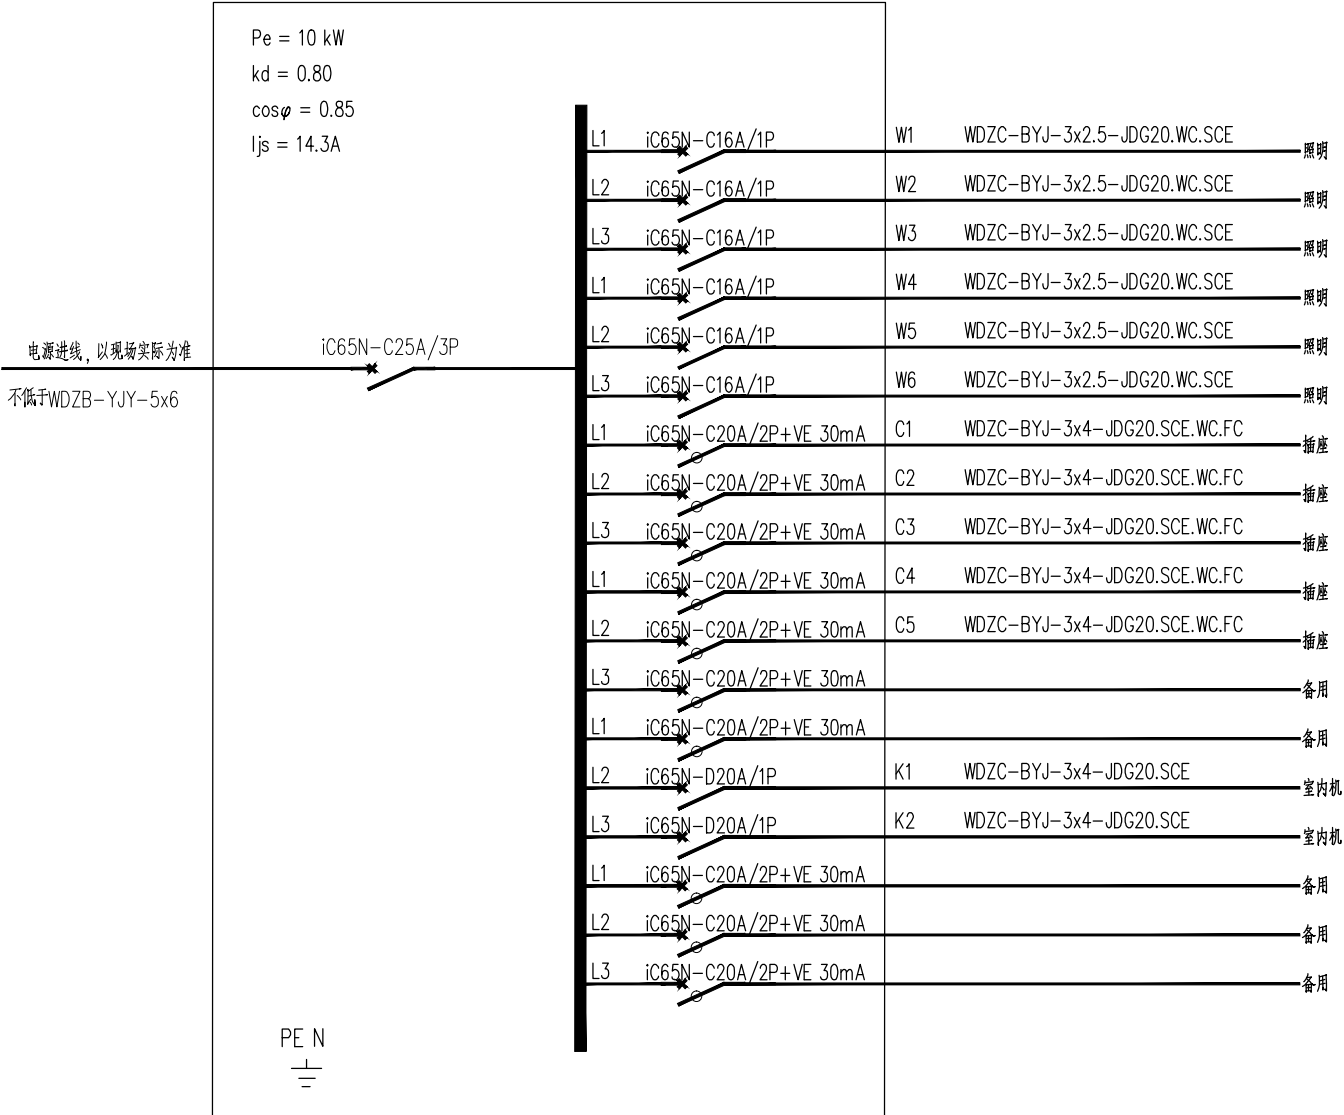 Pe = 10 kW
kd = 0.80
cosφ = 0.85
Ijs = 14.3A
L1 iC65N-C16A/1P W1 WDZC-BYJ-3x2.5-JDG20.WC.SCE 照明
L2 iC65N-C16A/1P W2 WDZC-BYJ-3x2.5-JDG20.WC.SCE 照明
L3 iC65N-C16A/1P W3 WDZC-BYJ-3x2.5-JDG20.WC.SCE 照明
L1 iC65N-C16A/1P W4 WDZC-BYJ-3x2.5-JDG20.WC.SCE 照明
L2 iC65N-C16A/1P W5 WDZC-BYJ-3x2.5-JDG20.WC.SCE 照明
电源进线，以现场实际为准 iC65N-C25A/3P
不低于WDZB-YJY-5x6
L3 iC65N-C16A/1P W6 WDZC-BYJ-3x2.5-JDG20.WC.SCE 照明
L1 iC65N-C20A/2P+VE 30mA C1 WDZC-BYJ-3x4-JDG20.SCE.WC.FC 插座
L2 iC65N-C20A/2P+VE 30mA C2 WDZC-BYJ-3x4-JDG20.SCE.WC.FC 插座
L3 iC65N-C20A/2P+VE 30mA C3 WDZC-BYJ-3x4-JDG20.SCE.WC.FC 插座
L1 iC65N-C20A/2P+VE 30mA C4 WDZC-BYJ-3x4-JDG20.SCE.WC.FC 插座
L2 iC65N-C20A/2P+VE 30mA C5 WDZC-BYJ-3x4-JDG20.SCE.WC.FC 插座
L3 iC65N-C20A/2P+VE 30mA 备用
L1 iC65N-C20A/2P+VE 30mA 备用
L2 iC65N-D20A/1P K1 WDZC-BYJ-3x4-JDG20.SCE 室内机
L3 iC65N-D20A/1P K2 WDZC-BYJ-3x4-JDG20.SCE 室内机
L1 iC65N-C20A/2P+VE 30mA 备用
L2 iC65N-C20A/2P+VE 30mA 备用
L3 iC65N-C20A/2P+VE 30mA 备用
PE N